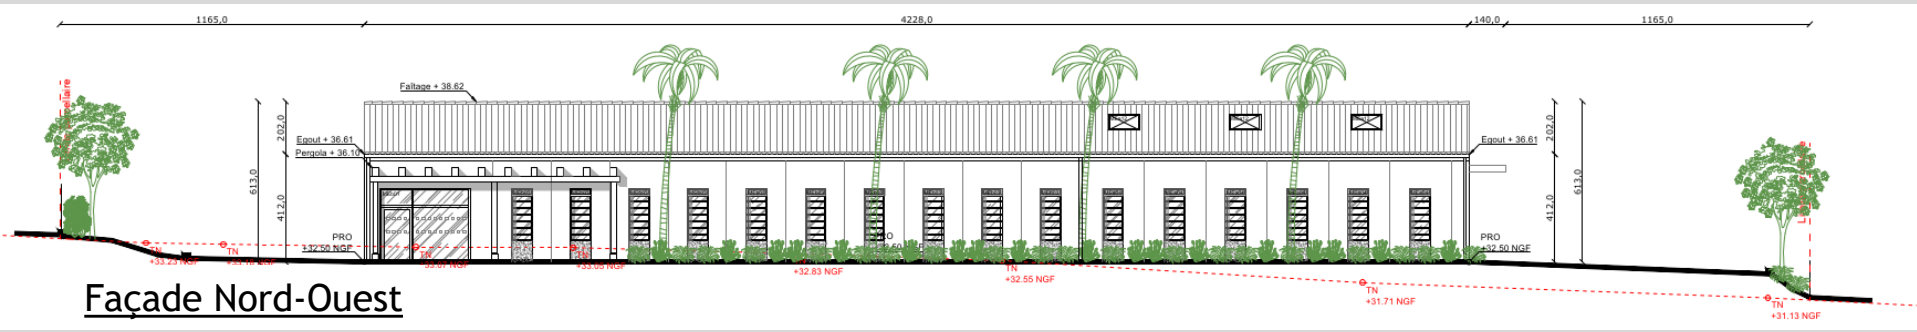 1165,0
4228,0
140,0
1165,0
Faîtage + 38.62
Egout + 36.61
Pergola + 36.10
Egout + 36.61
202,0
613,0
412,0
202,0
613,0
412,0
PRO
+32.50 NGF
PRO
+32.50 NGF
TN
+33.23 NGF
TN
TN
TN
+33.05 NGF
+32.83 NGF
TN
+32.55 NGF
TN
+31.71 NGF
TN
+31.13 NGF
Façade Nord-Ouest